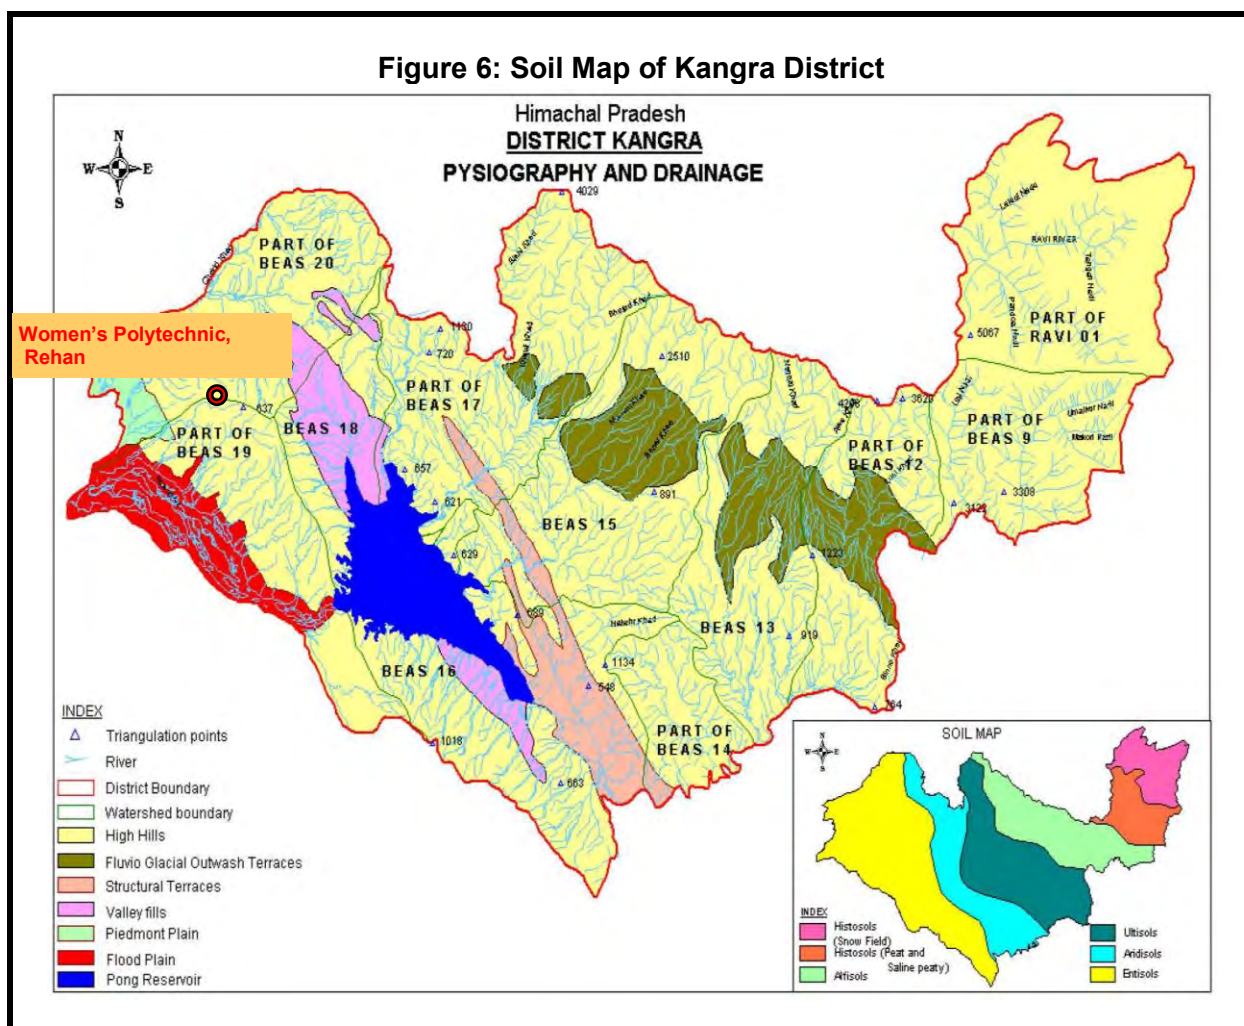 Figure 6: Soil Map of Kangra District
Himachal Pradesh
DISTRICT KANGRA
PYSIOGRAPHY AND DRAINAGE
N
W E
S
4029
PART OF
BEAS 20
RAVI RIVER
PART OF
RAVI 01
5067
Women's Polytechnic,
Rehan
1180
720
2510
PART OF
BEAS 17
637
BEAS 18
PART OF
BEAS 19
3620
PART OF
BEAS 9
PART OF
BEAS 12
657
621
891
3308
3122
BEAS 15
629
1223
689
BEAS 13
919
BEAS 16
1134
548
764
PART OF
BEAS 14
1018
663
INDEX
Triangulation points
River
District Boundary
Watershed boundary
High Hills
Fluvio Glacial Outwash Terraces
Structural Terraces
Valley fills
Piedmont Plain
Flood Plain
Pong Reservoir
SOIL MAP
N
W E
S
INDEX
Histosols
(Snow Field)
Histosols (Peat and
Saline peaty)
Alfisols
Ultisols
Aridisols
Entisols